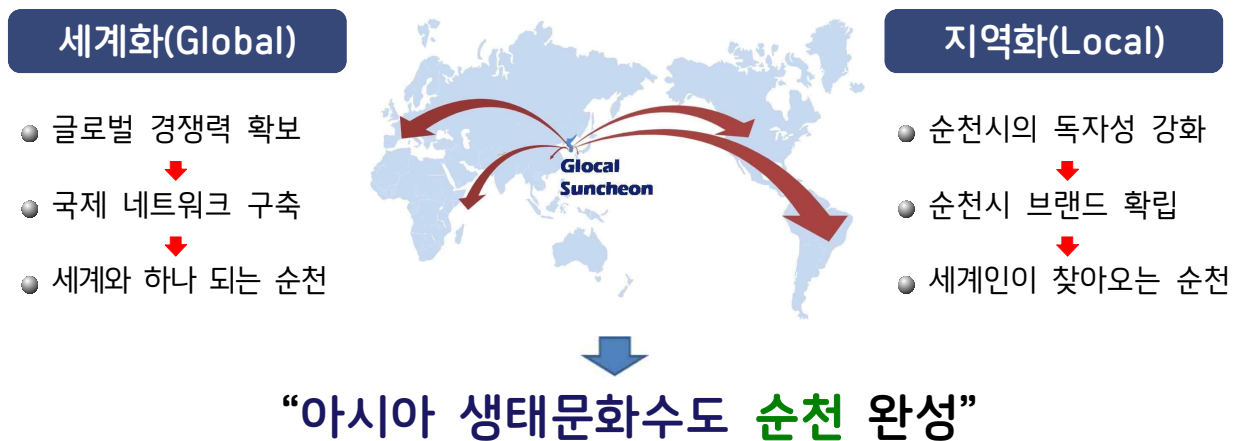 세계화(Global)
글로벌 경쟁력 확보
국제 네트워크 구축
세계와 하나 되는 순천
Glocal
Suncheon
지역화(Local)
순천시의 독자성 강화
순천시 브랜드 확립
세계인이 찾아오는 순천
“아시아 생태문화수도 순천 완성”